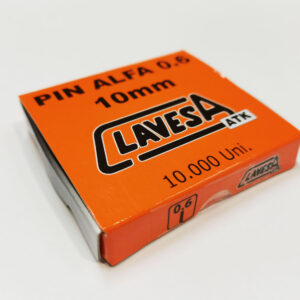 PIN ALFA 0.6
10mm
CLAVESA
ATK
10.000 Uni.
0.6
CLAVESA